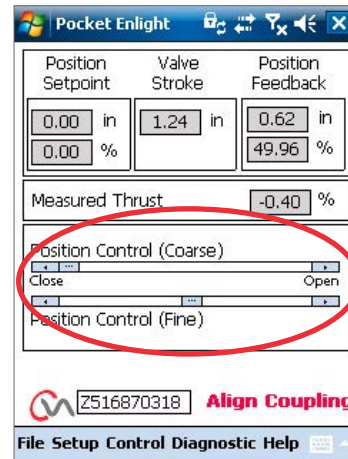 Pocket Enlight
Position Setpoint
Valve Stroke
Position Feedback
0.00 in
1.24 in
0.62 in
0.00 %
49.96 %
Measured Thrust
-0.40 %
Position Control (Coarse)
Close
Open
Position Control (Fine)
Z516870318
Align Coupling
File Setup Control Diagnostic Help